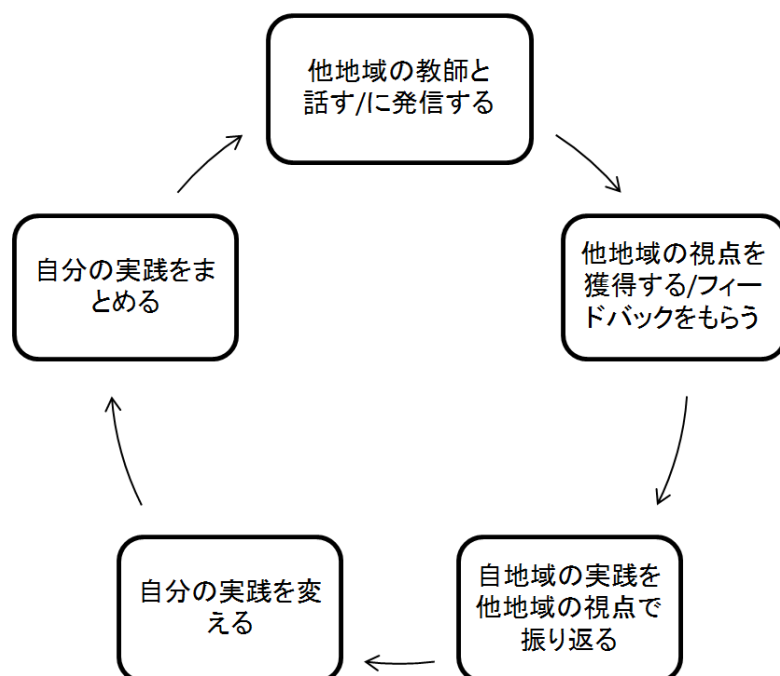 他地域の教師と
話す/に発信する
他地域の視点を
獲得する/フィー
ドバックをもらう
自地域の実践を
他地域の視点で
振り返る
自分の実践を変
える
自分の実践をま
とめる